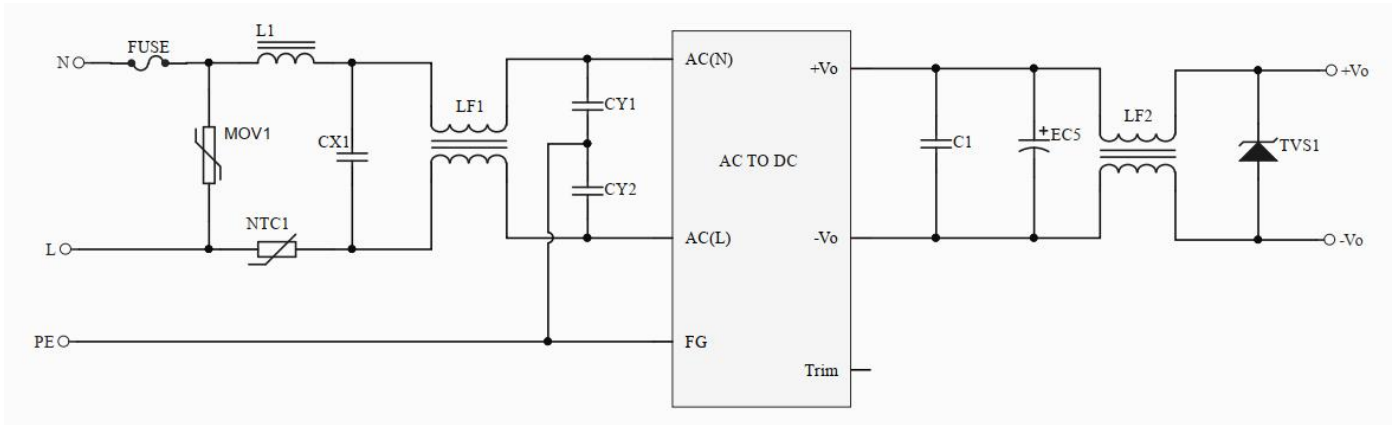 L1
FUSE
N
AC(N)
+Vo
+Vo
LF1
LF2
MOV1
CX1
CY1
AC TO DC
C1
+
EC5
TVS1
CY2
NTC1
L
AC(L)
-Vo
-Vo
PE
FG
Trim